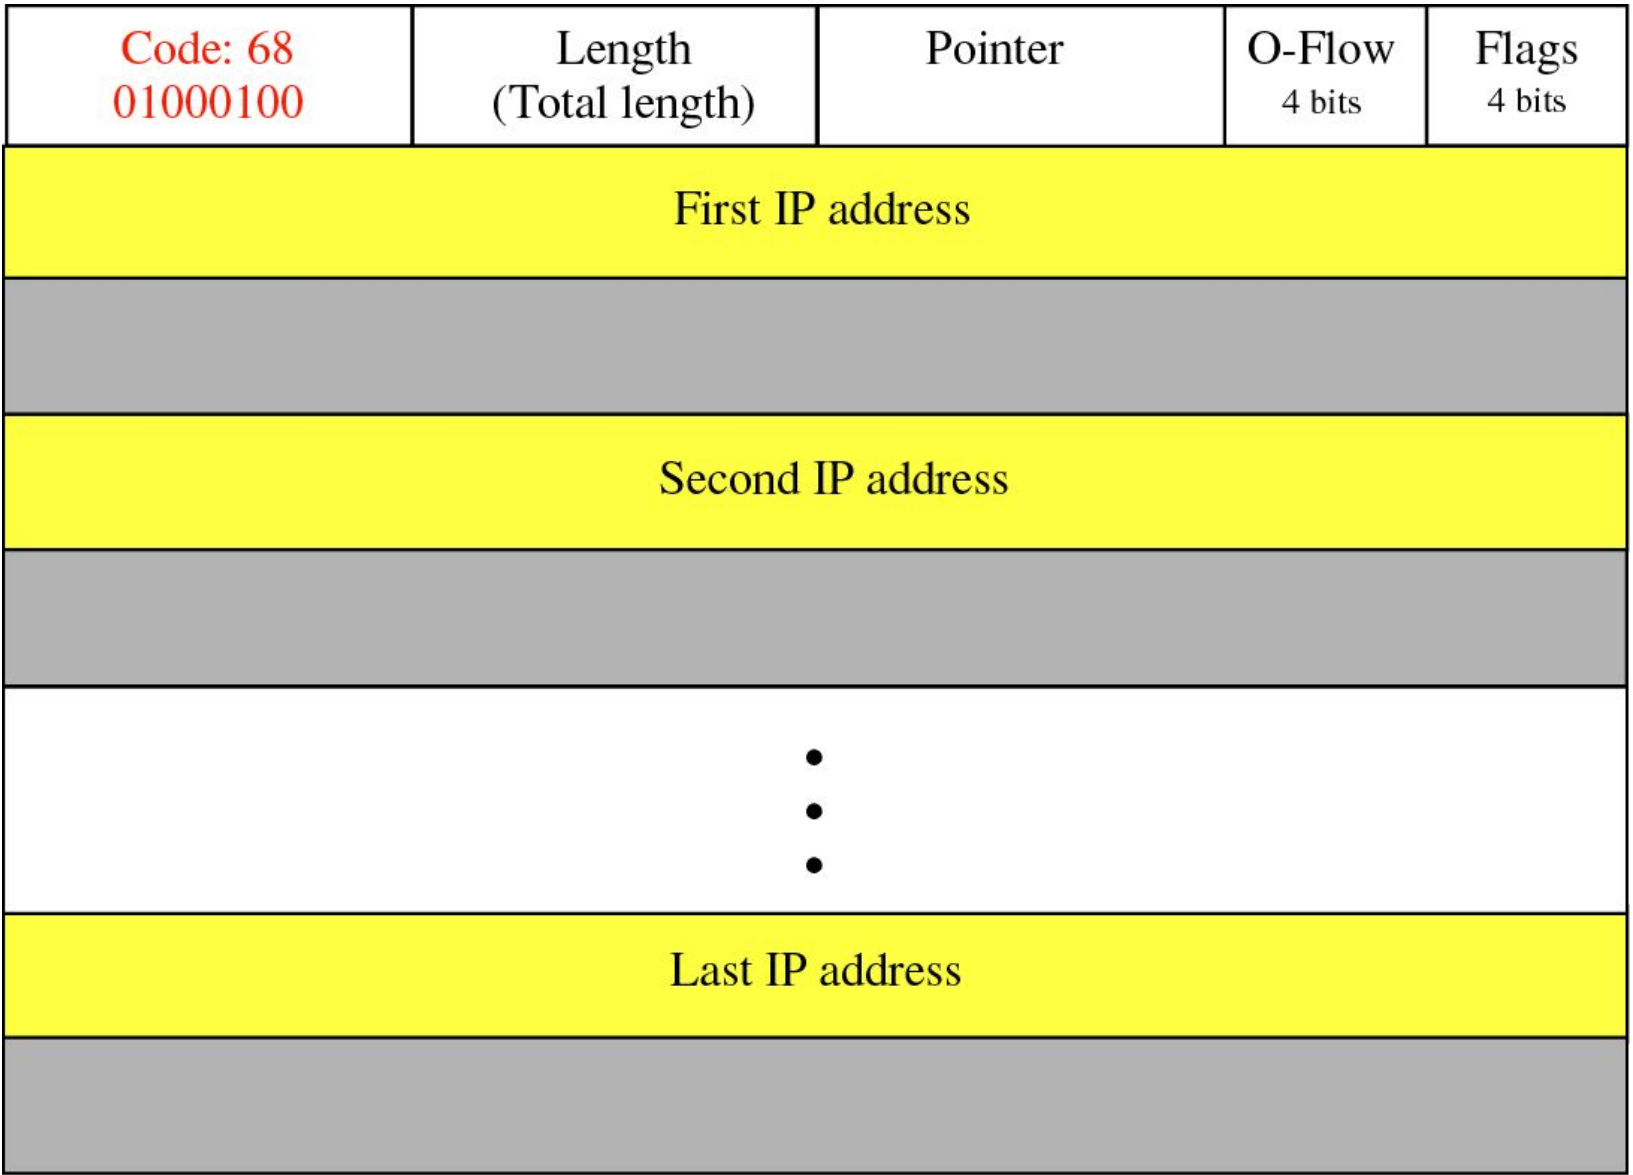 Code: 68
01000100
Length
(Total length)
Pointer
O-Flow
4 bits
Flags
4 bits
First IP address
Second IP address
Last IP address